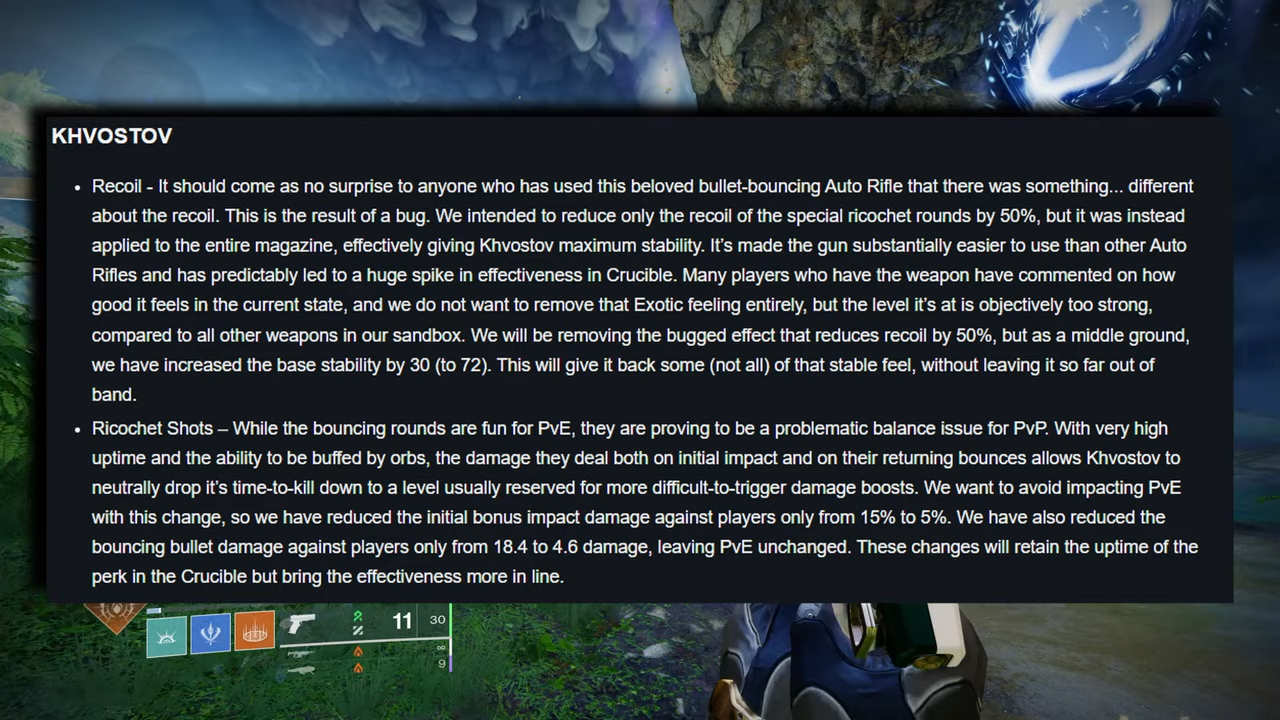 KHVOSTOV
• Recoil - It should come as no surprise to anyone who has used this beloved bullet-bouncing Auto Rifle that there was something... different
about the recoil. This is the result of a bug. We intended to reduce only the recoil of the special ricochet rounds by 50%, but it was instead
applied to the entire magazine, effectively giving Khvostov maximum stability. It’s made the gun substantially easier to use than other Auto
Rifles and has predictably led to a huge spike in effectiveness in Crucible. Many players who have the weapon have commented on how
good it feels in the current state, and we do not want to remove that Exotic feeling entirely, but the level it’s at is objectively too strong,
compared to all other weapons in our sandbox. We will be removing the bugged effect that reduces recoil by 50%, but as a middle ground,
we have increased the base stability by 30 (to 72). This will give it back some (not all) of that stable feel, without leaving it so far out of
band.
• Ricochet Shots – While the bouncing rounds are fun for PvE, they are proving to be a problematic balance issue for PvP. With very high
uptime and the ability to be buffed by orbs, the damage they deal both on initial impact and on their returning bounces allows Khvostov to
neutrally drop it’s time-to-kill down to a level usually reserved for more difficult-to-trigger damage boosts. We want to avoid impacting PvE
with this change, so we have reduced the initial bonus impact damage against players only from 15% to 5%. We have also reduced the
bouncing bullet damage against players only from 18.4 to 4.6 damage, leaving PvE unchanged. These changes will retain the uptime of the
perk in the Crucible but bring the effectiveness more in line.
11 30
∞
9